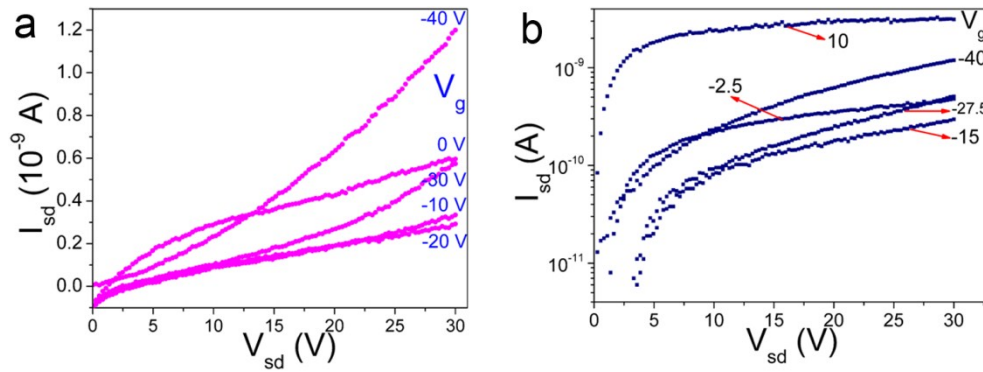 a
1.2
1.0
0.8
0.6
0.4
0.2
0.0
I_sd (10^-9 A)
-40 V
V_g
0 V
-30 V
-10 V
-20 V
0 5 10 15 20 25 30
V_sd (V)
b
10^-9
10^-10
10^-11
I_sd (A)
V_g
10
-40
-2.5
-27.5
-15
0 5 10 15 20 25 30
V_sd (V)